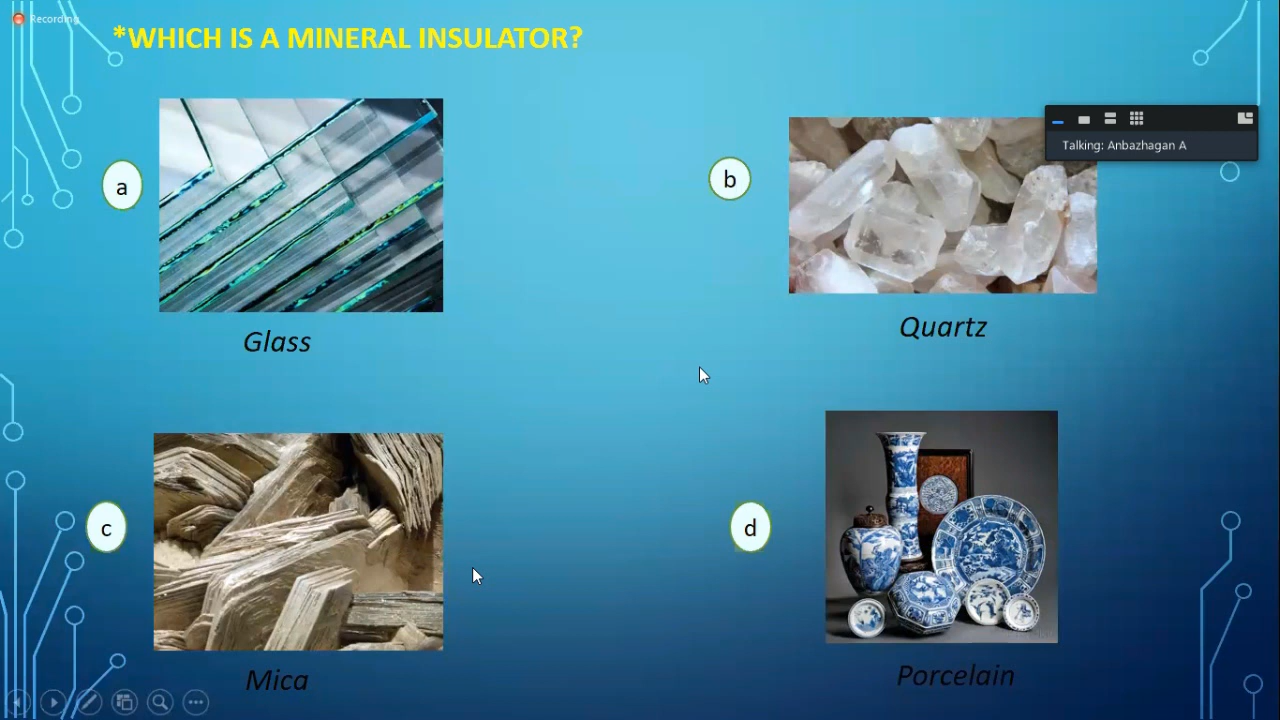 Recording
*WHICH IS A MINERAL INSULATOR?
Talking: Anbazhagan A
a
b
Glass
Quartz
c
d
Mica
Porcelain